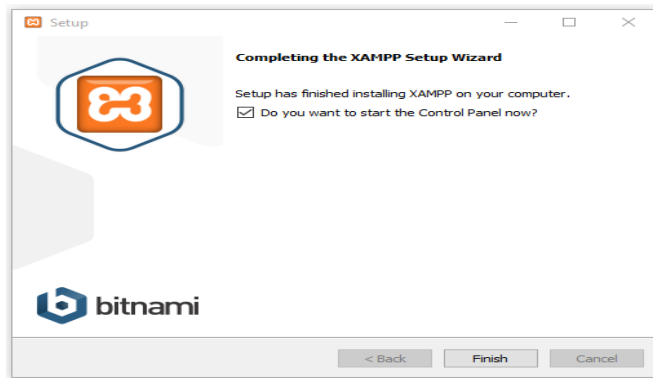 Setup
Completing the XAMPP Setup Wizard
Setup has finished installing XAMPP on your computer.
Do you want to start the Control Panel now?
bitnami
< Back
Finish
Cancel